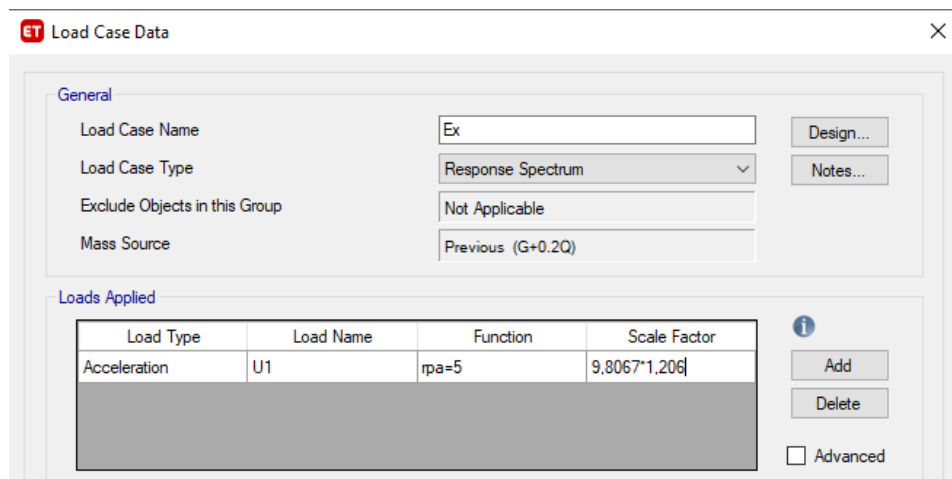 ET Load Case Data
General
Load Case Name Ex Design...
Load Case Type Response Spectrum Notes...
Exclude Objects in this Group Not Applicable
Mass Source Previous (G+0.2Q)
Loads Applied
Load Type Load Name Function Scale Factor
Acceleration U1 rpa=5 9,8067*1,206
Add
Delete
Advanced